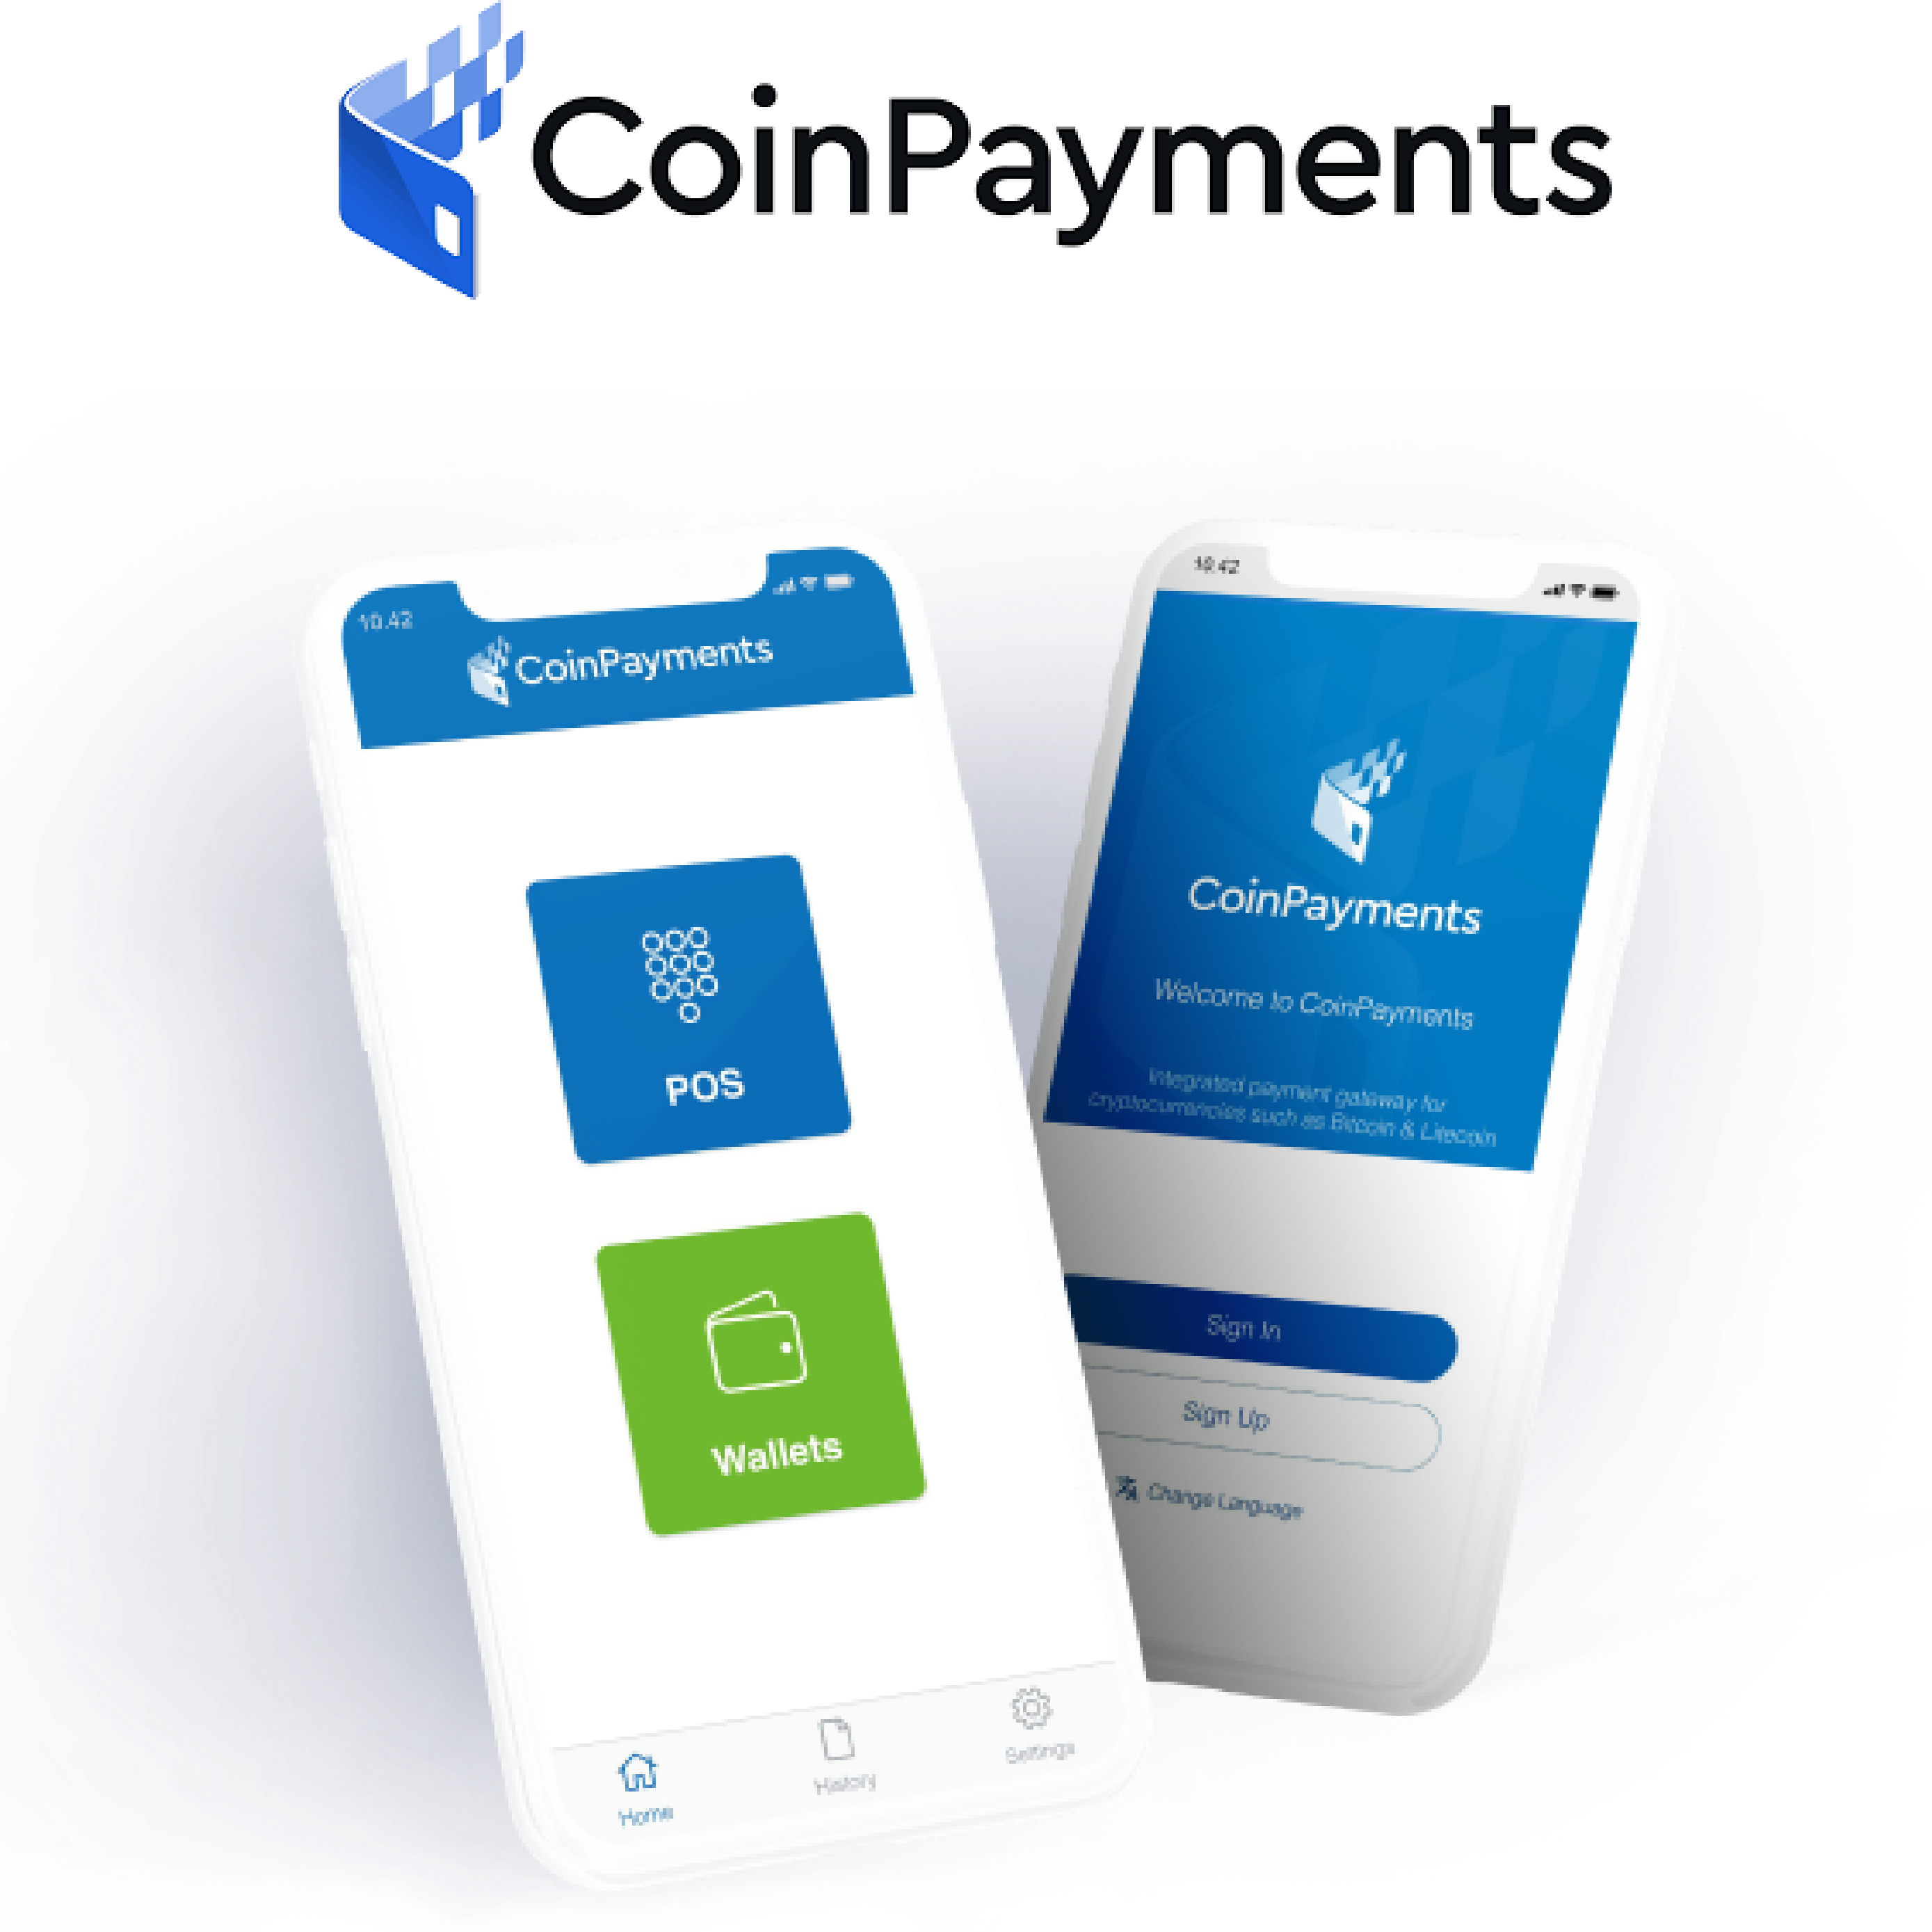 CoinPayments
10:42
CoinPayments
POS
Wallets
Home
History
Settings
10:42
CoinPayments
Welcome to CoinPayments
Integrated payment gateway for
cryptocurrencies such as Bitcoin & Litecoin
Sign In
Sign Up
Change Language